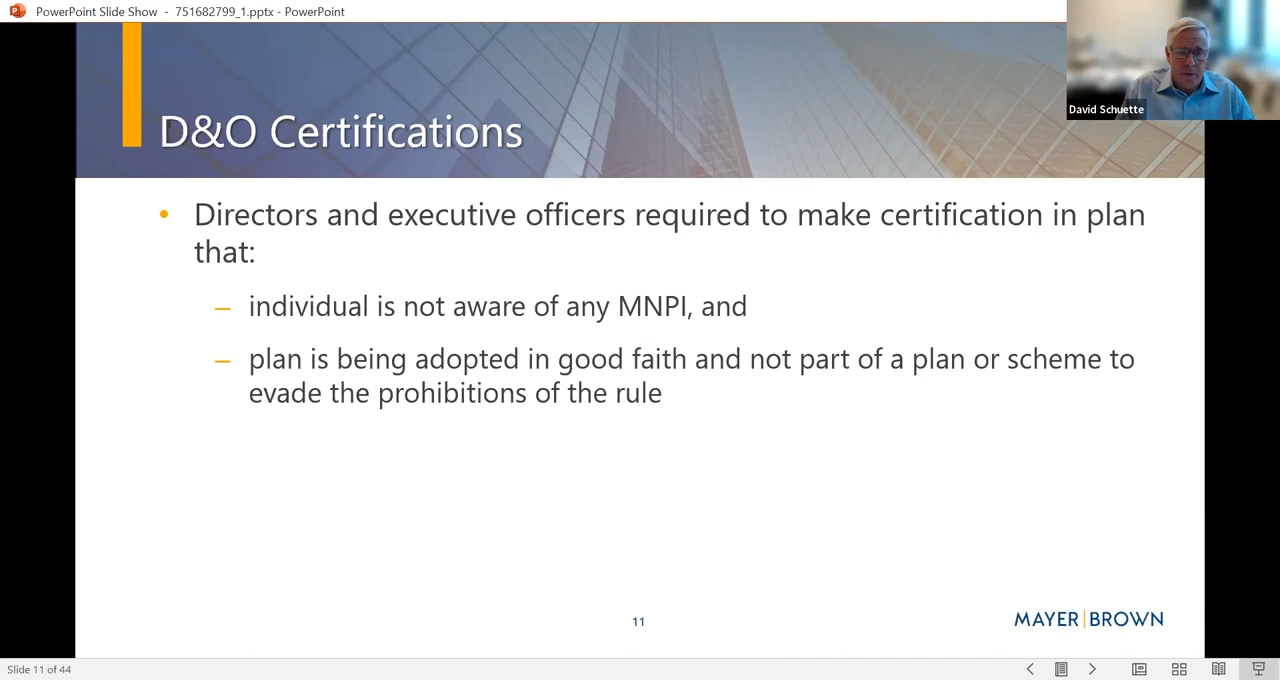 PowerPoint Slide Show - 751682799_1.pptx - PowerPoint
David Schuette
D&O Certifications
• Directors and executive officers required to make certification in plan
that:
– individual is not aware of any MNPI, and
– plan is being adopted in good faith and not part of a plan or scheme to
evade the prohibitions of the rule
11
MAYER|BROWN
Slide 11 of 44